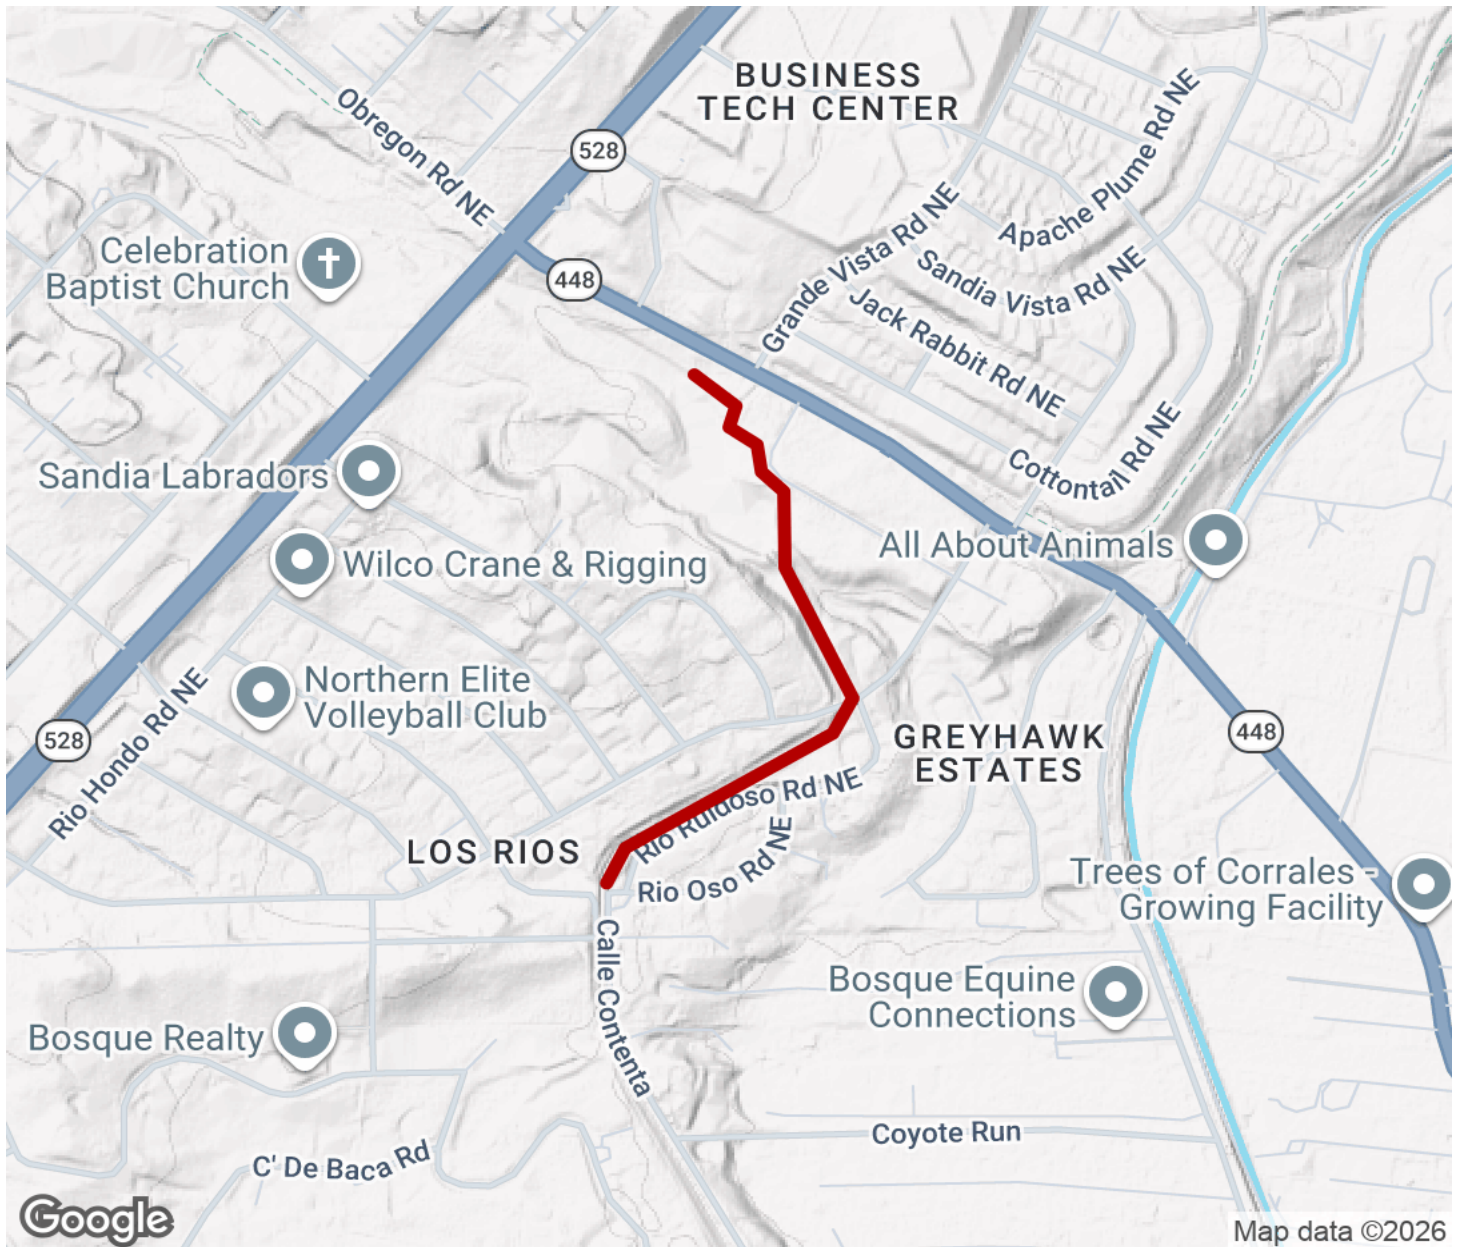 BUSINESS
TECH CENTER
528
Obregon Rd NE
Apache Plume Rd NE
Celebration
Baptist Church
448
Grande Vista Rd NE
Sandia Vista Rd NE
Jack Rabbit Rd NE
Sandia Labradors
Cottontail Rd NE
All About Animals
Wilco Crane & Rigging
Northern Elite
Volleyball Club
Rio Hondo Rd NE
528
GREYHAWK
ESTATES
448
Rio Ruidoso Rd NE
LOS RIOS
Rio Oso Rd NE
Trees of Corrales -
Growing Facility
Calle Contenta
Bosque Equine
Connections
Bosque Realty
Coyote Run
C' De Baca Rd
Google
Map data ©2026